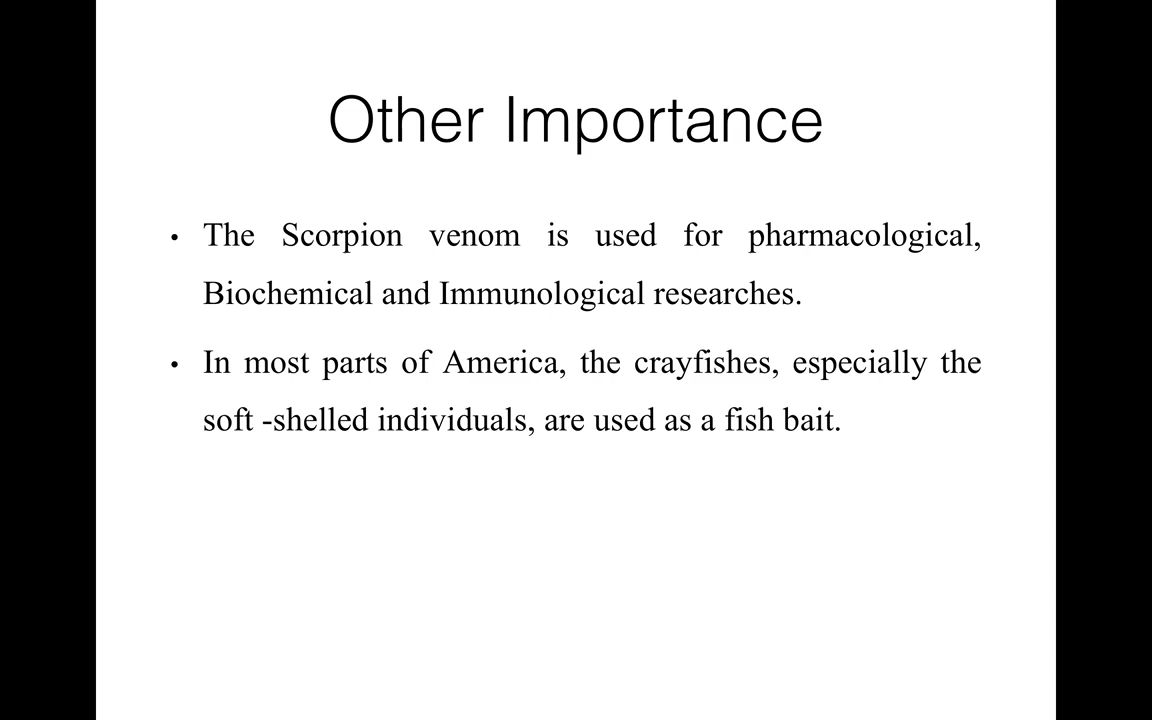 Other Importance
• The Scorpion venom is used for pharmacological,
Biochemical and Immunological researches.
• In most parts of America, the crayfishes, especially the
soft -shelled individuals, are used as a fish bait.